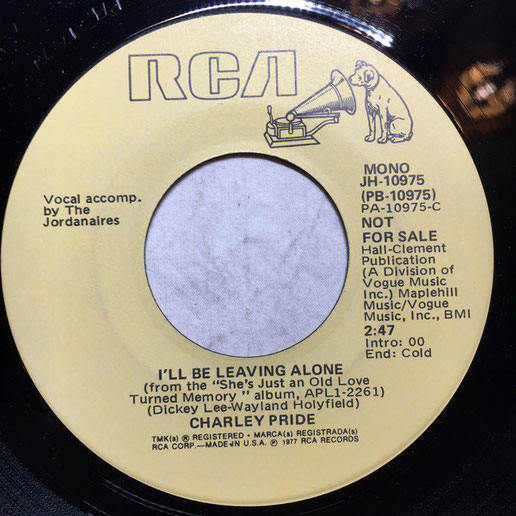 RCA
Vocal accomp.
by The
Jordanaires
MONO
JH-10975
(PB-10975)
PA-10975-C
NOT
FOR SALE
Hall-Clement
Publication
(A Division of
Vogue Music
Inc.) Maplehill
Music/Vogue
Music, Inc., BMI
2:47
Intro: 00
End: Cold
I'LL BE LEAVING ALONE
(from the "She's Just an Old Love
Turned Memory" album, APL1-2261)
(Dickey Lee-Wayland Holyfield)
CHARLEY PRIDE
TMK(s) ® REGISTERED • MARCA(s) REGISTRADA(s)
RCA CORP.—MADE IN U.S.A. ℗ 1977 RCA RECORDS